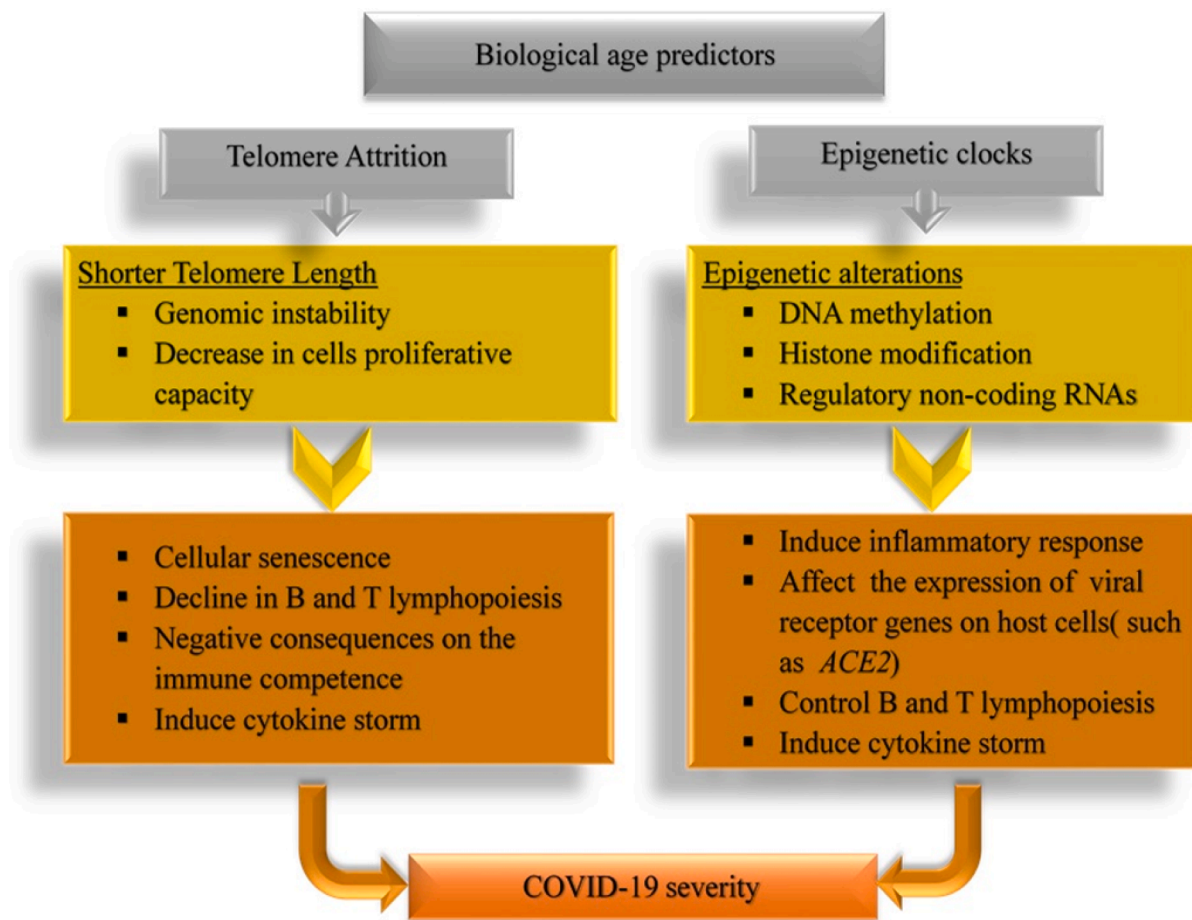 Biological age predictors
Telomere Attrition
Shorter Telomere Length
▪ Genomic instability
▪ Decrease in cells proliferative
capacity
▪ Cellular senescence
▪ Decline in B and T lymphopoiesis
▪ Negative consequences on the
immune competence
▪ Induce cytokine storm
Epigenetic clocks
Epigenetic alterations
▪ DNA methylation
▪ Histone modification
▪ Regulatory non-coding RNAs
▪ Induce inflammatory response
▪ Affect the expression of viral
receptor genes on host cells( such
as ACE2)
▪ Control B and T lymphopoiesis
▪ Induce cytokine storm
COVID-19 severity